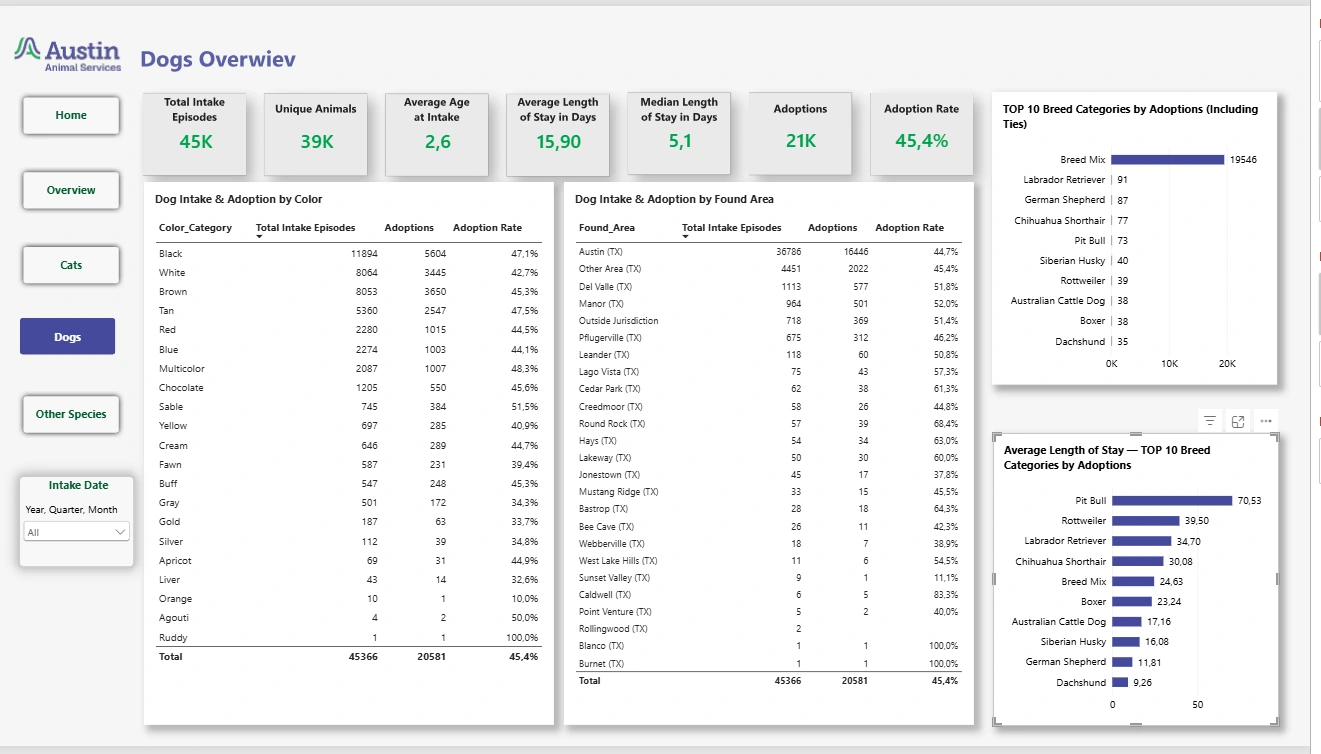 Austin
Animal Services
Dogs Overwiev
Home
Overview
Cats
Dogs
Other Species
Intake Date
Year, Quarter, Month
All
Total Intake
Episodes
45K
Unique Animals
39K
Average Age
at Intake
2,6
Average Length
of Stay in Days
15,90
Median Length
of Stay in Days
5,1
Adoptions
21K
Adoption Rate
45,4%
Dog Intake & Adoption by Color
Color_Category Total Intake Episodes Adoptions Adoption Rate
Black 11894 5604 47,1%
White 8064 3445 42,7%
Brown 8053 3650 45,3%
Tan 5360 2547 47,5%
Red 2280 1015 44,5%
Blue 2274 1003 44,1%
Multicolor 2087 1007 48,3%
Chocolate 1205 550 45,6%
Sable 745 384 51,5%
Yellow 697 285 40,9%
Cream 646 289 44,7%
Fawn 587 231 39,4%
Buff 547 248 45,3%
Gray 501 172 34,3%
Gold 187 63 33,7%
Silver 112 39 34,8%
Apricot 69 31 44,9%
Liver 43 14 32,6%
Orange 10 1 10,0%
Agouti 4 2 50,0%
Ruddy 1 1 100,0%
Total 45366 20581 45,4%
Dog Intake & Adoption by Found Area
Found_Area Total Intake Episodes Adoptions Adoption Rate
Austin (TX) 36786 16446 44,7%
Other Area (TX) 4451 2022 45,4%
Del Valle (TX) 1113 577 51,8%
Manor (TX) 964 501 52,0%
Outside Jurisdiction 718 369 51,4%
Pflugerville (TX) 675 312 46,2%
Leander (TX) 118 60 50,8%
Lago Vista (TX) 75 43 57,3%
Cedar Park (TX) 62 38 61,3%
Creedmoor (TX) 58 26 44,8%
Round Rock (TX) 57 39 68,4%
Hays (TX) 54 34 63,0%
Lakeway (TX) 50 30 60,0%
Jonestown (TX) 45 17 37,8%
Mustang Ridge (TX) 33 15 45,5%
Bastrop (TX) 28 18 64,3%
Bee Cave (TX) 26 11 42,3%
Webberville (TX) 18 7 38,9%
West Lake Hills (TX) 11 6 54,5%
Sunset Valley (TX) 9 1 11,1%
Caldwell (TX) 6 5 83,3%
Point Venture (TX) 5 2 40,0%
Rollingwood (TX) 2
Blanco (TX) 1 1 100,0%
Burnet (TX) 1 1 100,0%
Total 45366 20581 45,4%
TOP 10 Breed Categories by Adoptions (Including
Ties)
Breed Mix 19546
Labrador Retriever 91
German Shepherd 87
Chihuahua Shorthair 77
Pit Bull 73
Siberian Husky 40
Rottweiler 39
Australian Cattle Dog 38
Boxer 38
Dachshund 35
0K 10K 20K
Average Length of Stay — TOP 10 Breed
Categories by Adoptions
Pit Bull 70,53
Rottweiler 39,50
Labrador Retriever 34,70
Chihuahua Shorthair 30,08
Breed Mix 24,63
Boxer 23,24
Australian Cattle Dog 17,16
Siberian Husky 16,08
German Shepherd 11,81
Dachshund 9,26
0 50